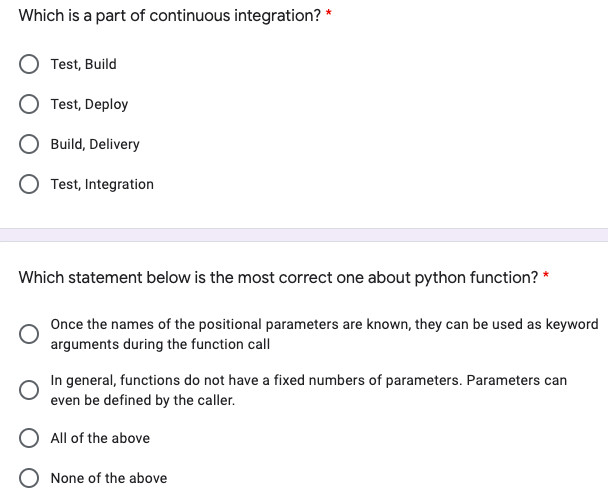 Which is a part of continuous integration? *
Test, Build
Test, Deploy
Build, Delivery
Test, Integration
Which statement below is the most correct one about python function? *
Once the names of the positional parameters are known, they can be used as keyword
arguments during the function call
In general, functions do not have a fixed numbers of parameters. Parameters can
even be defined by the caller.
All of the above
None of the above